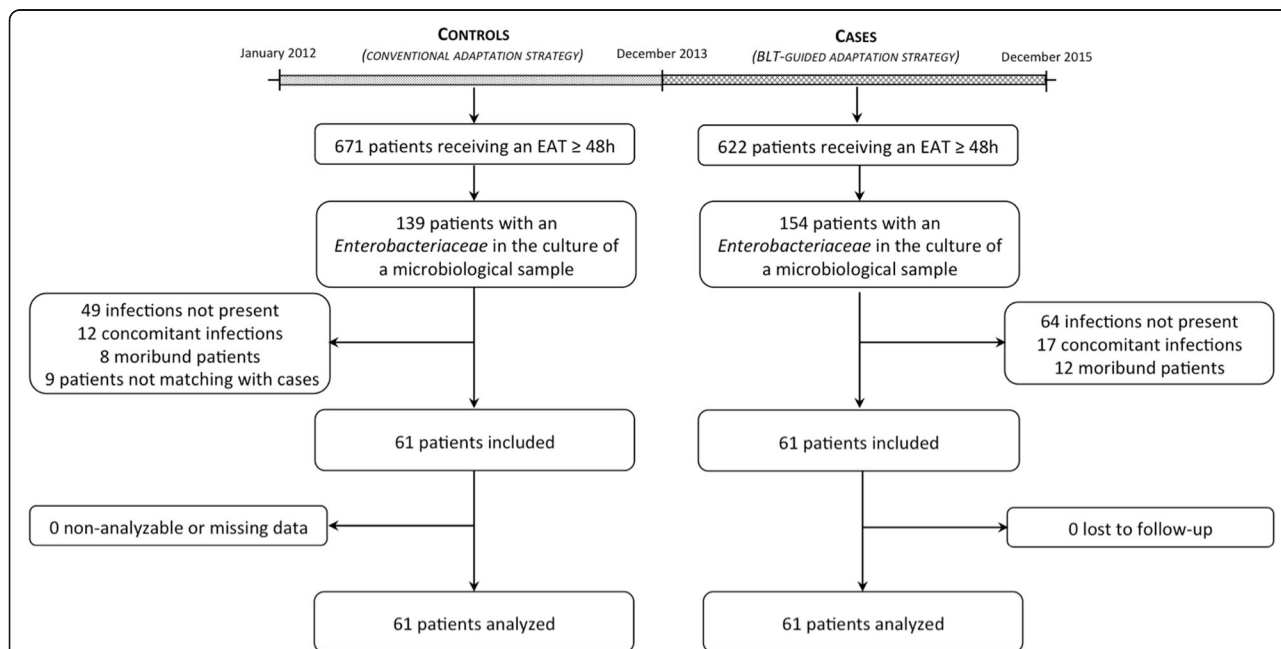 CONTROLS
CASES
January 2012
(CONVENTIONAL ADAPTATION STRATEGY)
December 2013
(BLT-GUIDED ADAPTATION STRATEGY)
December 2015
671 patients receiving an EAT ≥ 48h
622 patients receiving an EAT ≥ 48h
139 patients with an
Enterobacteriaceae in the culture of
a microbiological sample
154 patients with an
Enterobacteriaceae in the culture of
a microbiological sample
49 infections not present
12 concomitant infections
8 moribund patients
9 patients not matching with cases
64 infections not present
17 concomitant infections
12 moribund patients
61 patients included
61 patients included
0 non-analyzable or missing data
0 lost to follow-up
61 patients analyzed
61 patients analyzed